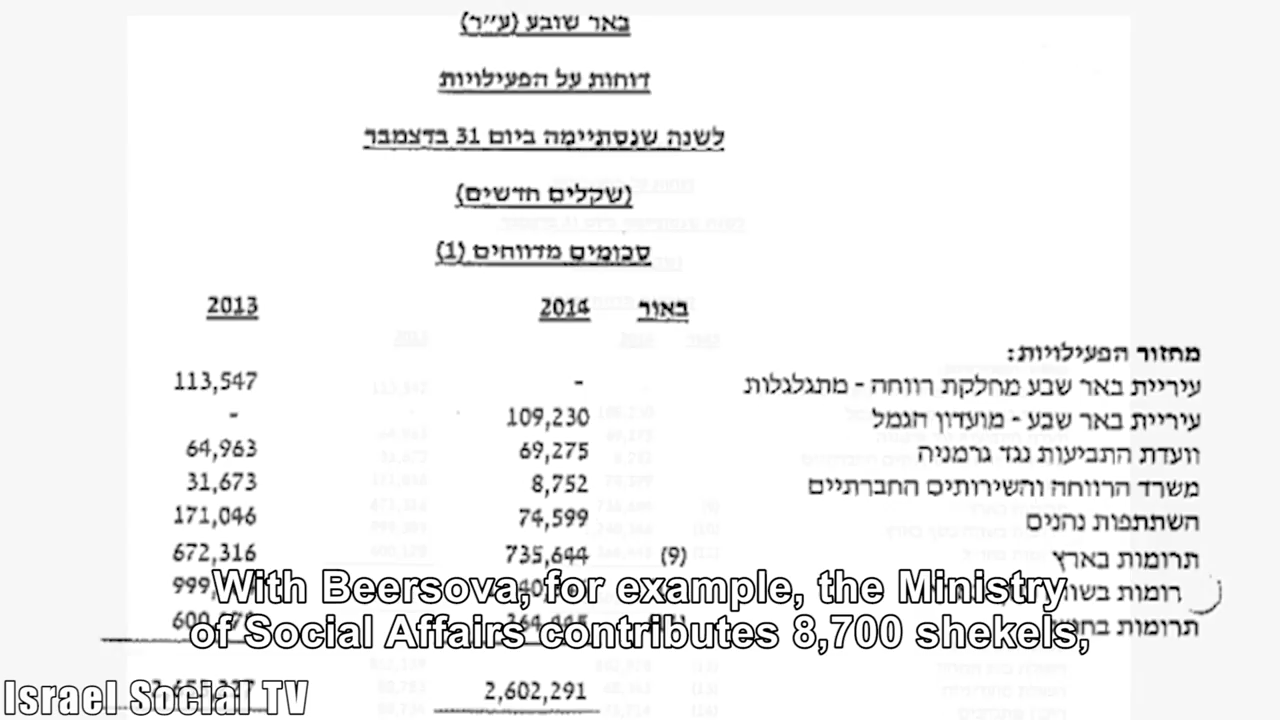 באר שובע (ע״ר)
דוחות על הפעילויות
לשנה שנסתיימה ביום 31 בדצמבר
(שקלים חדשים)
סכומים מדווחים (1)
באור 2014 2013
מחזור הפעילויות:
עיריית באר שבע מחלקת רווחה - מתגלגלות - 113,547
עיריית באר שבע - מועדון הגמל 109,230 -
וועדת התביעות נגד גרמניה 69,275 64,963
משרד הרווחה והשירותים החברתיים 8,752 31,673
השתתפות נהנים 74,599 171,046
תרומות בארץ (9) 735,644 672,316
תרומות
With Beersova, for example, the Ministry
of Social Affairs contributes 8,700 shekels,
2,602,291
Israel Social TV